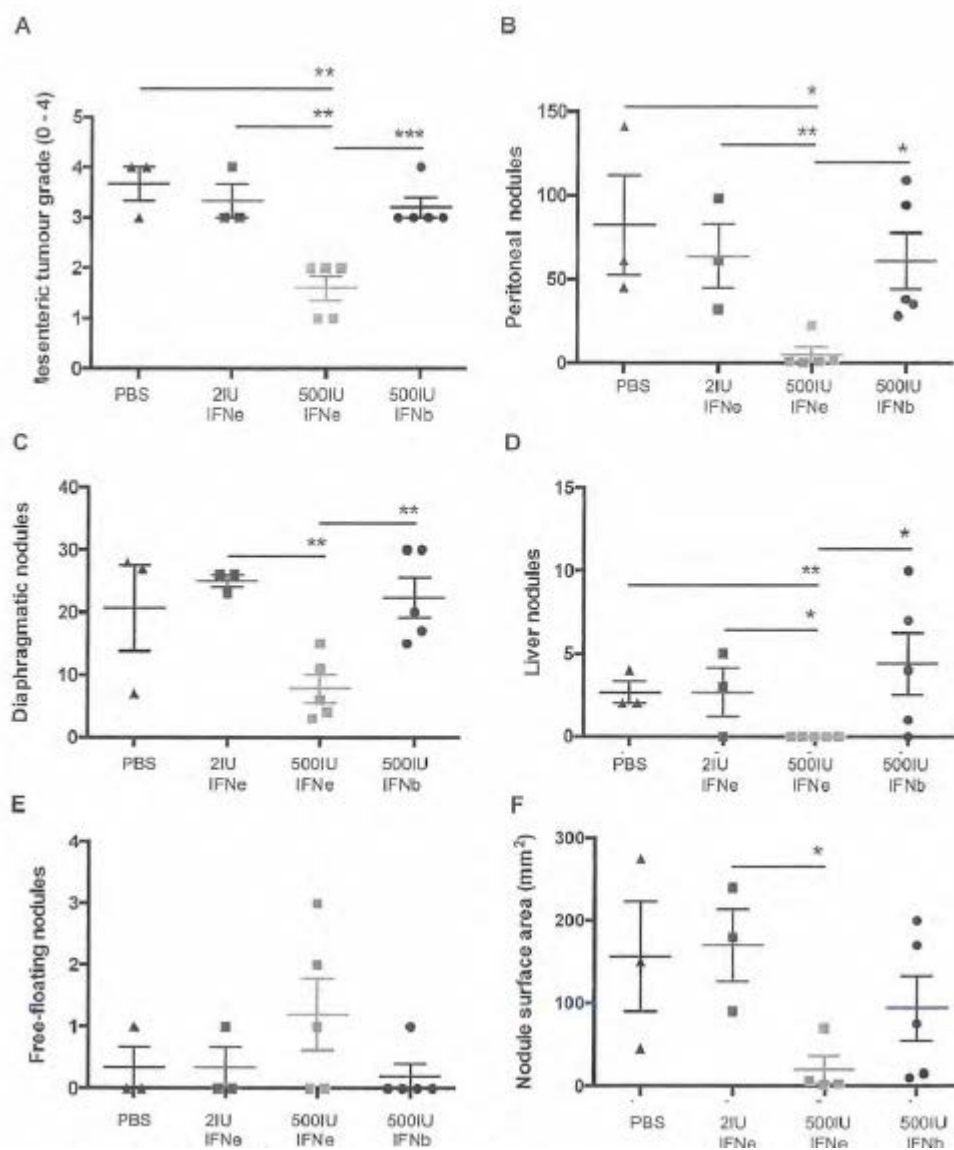 A
**
**
***
Mesenteric tumour grade (0 - 4)
5
4
3
2
1
0
PBS
2IU IFNe
500IU IFNe
500IU IFNb
B
*
**
*
Peritoneal nodules
150
100
50
0
PBS
2IU IFNe
500IU IFNe
500IU IFNb
C
**
**
Diaphragmatic nodules
40
30
20
10
0
PBS
2IU IFNe
500IU IFNe
500IU IFNb
D
*
**
*
Liver nodules
15
10
5
0
PBS
2IU IFNe
500IU IFNe
500IU IFNb
E
Free-floating nodules
4
3
2
1
0
PBS
2IU IFNe
500IU IFNe
500IU IFNb
F
*
Nodule surface area (mm²)
300
200
100
0
PBS
2IU IFNe
500IU IFNe
500IU IFNb